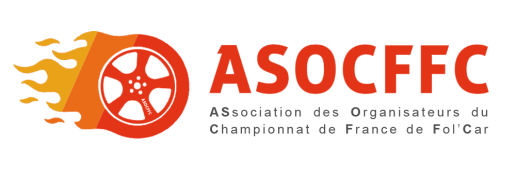 ASOCFFC
ASsociation des Organisateurs du
Championnat de France de Fol'Car